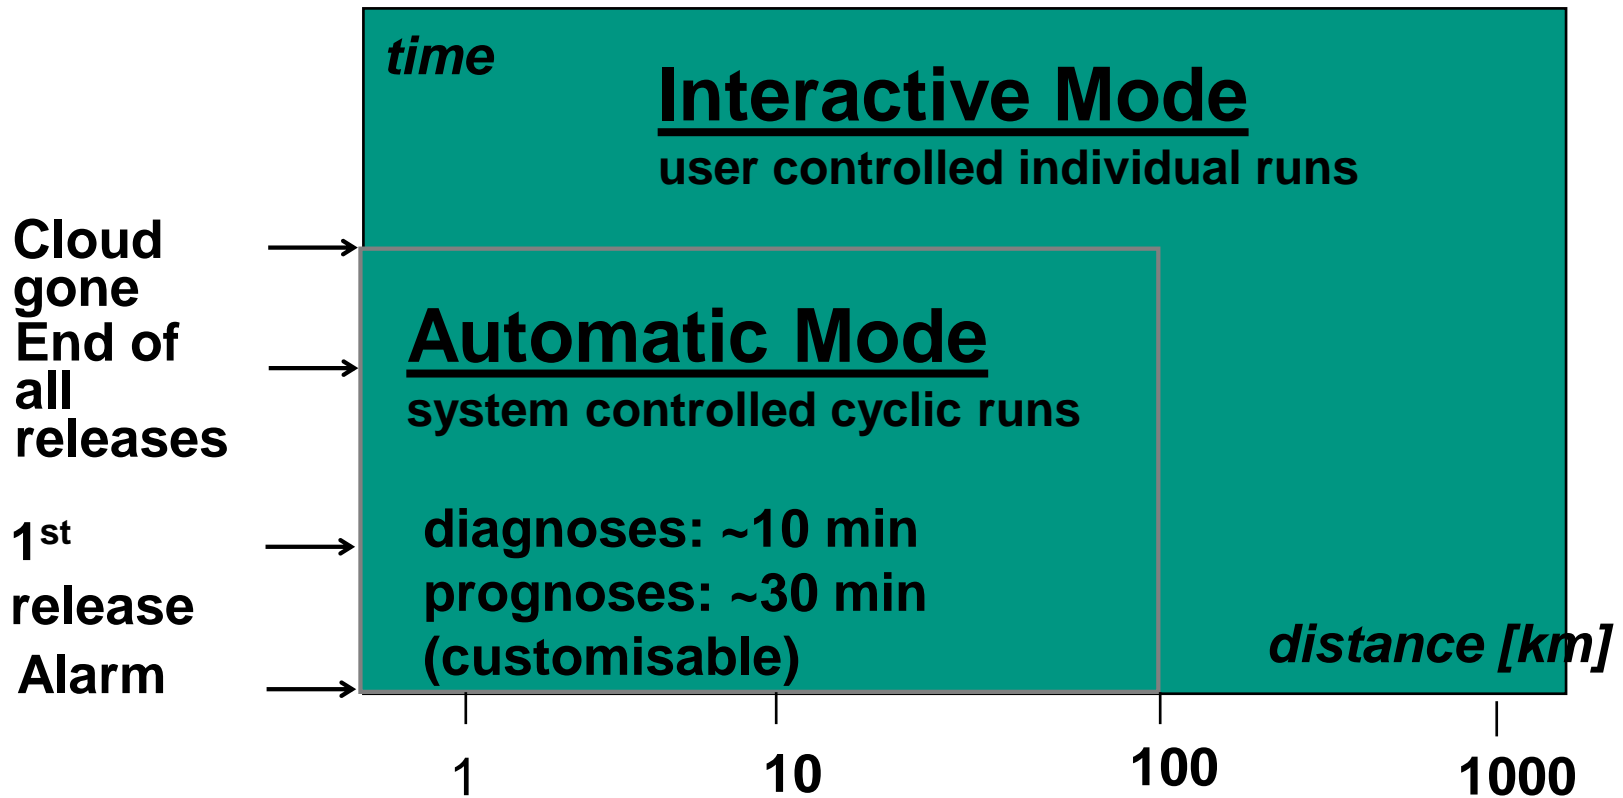 time
Interactive Mode
user controlled individual runs
Cloud
gone
End of
all
releases
1st
release
Alarm
Automatic Mode
system controlled cyclic runs
diagnoses: ~10 min
prognoses: ~30 min
(customisable)
distance [km]
1
10
100
1000